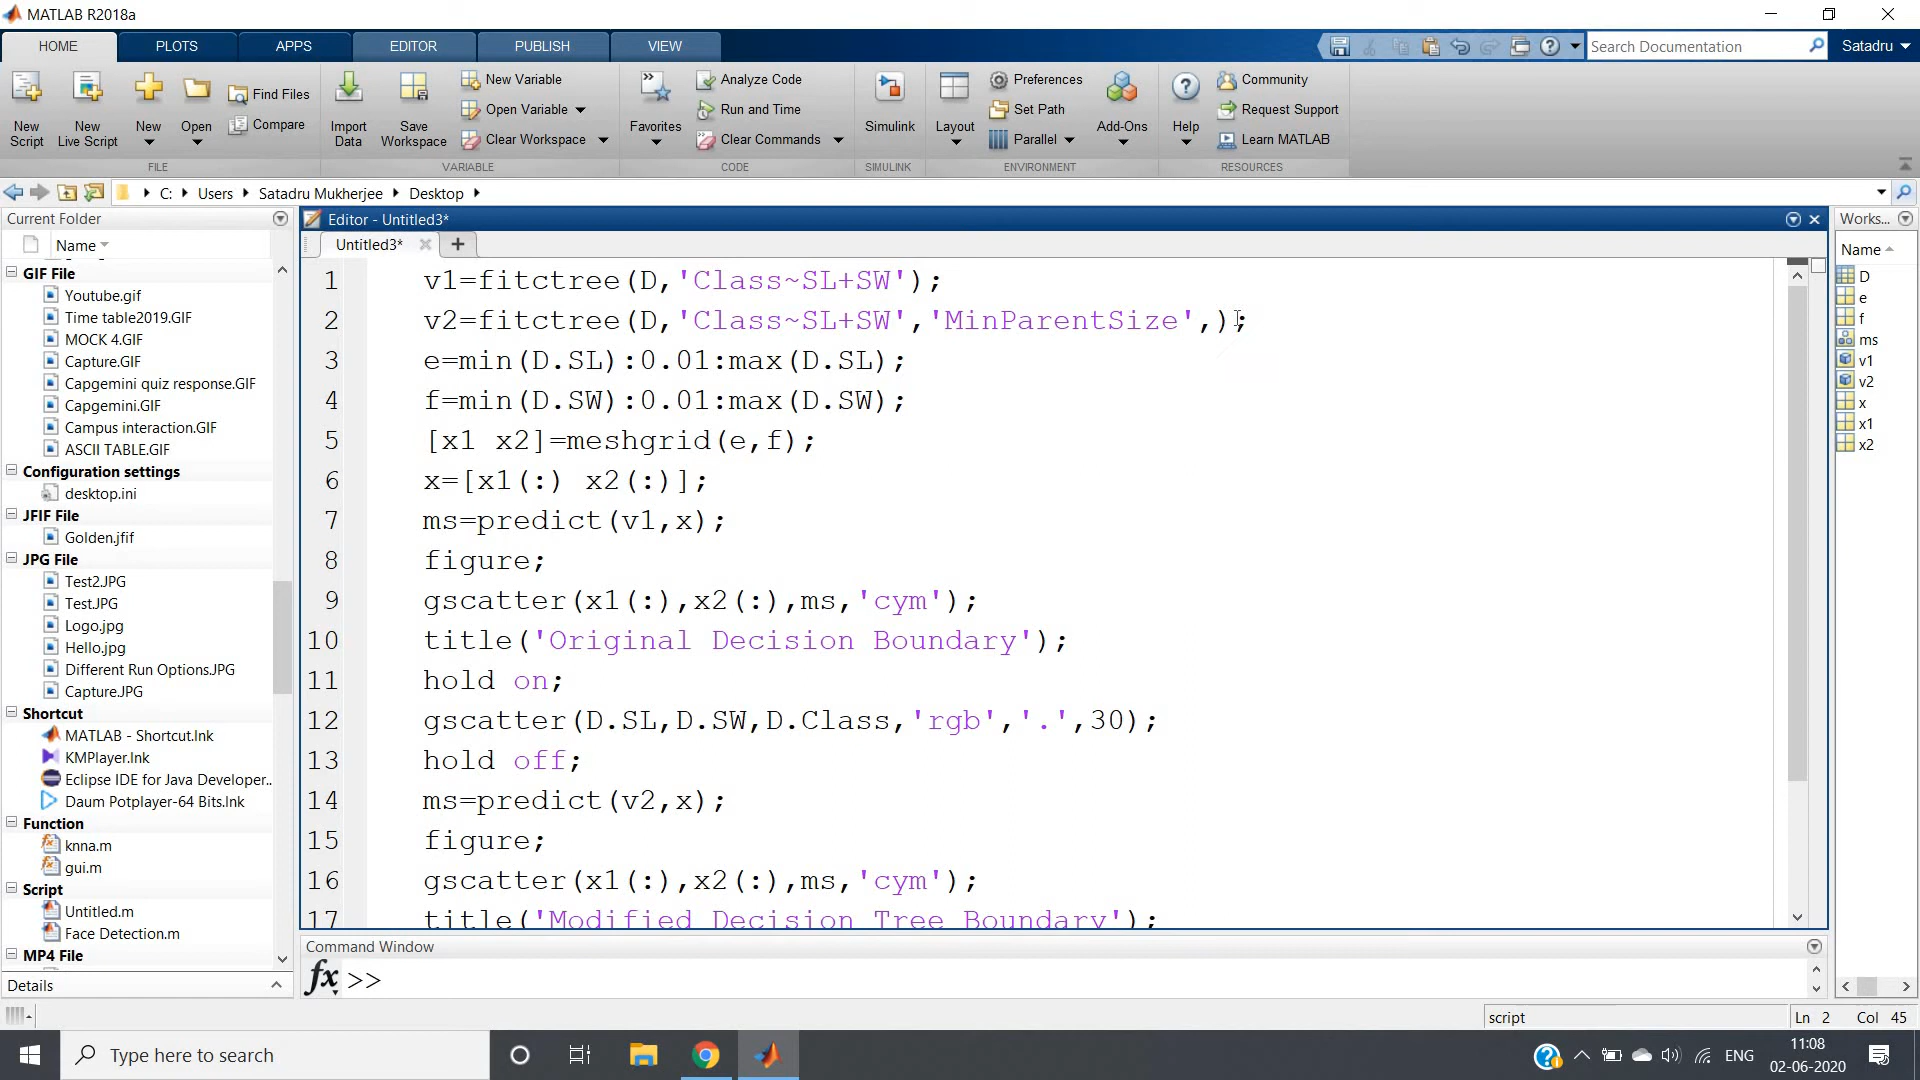 MATLAB R2018a
HOME PLOTS APPS EDITOR PUBLISH VIEW Search Documentation Satadru
New Script New Live Script New Open Find Files Compare
Import Data Save Workspace New Variable Open Variable Clear Workspace
Favorites Analyze Code Run and Time Clear Commands
Simulink Layout Preferences Set Path Parallel Add-Ons
Help Community Request Support Learn MATLAB
FILE VARIABLE CODE SIMULINK ENVIRONMENT RESOURCES
C: Users Satadru Mukherjee Desktop
Current Folder
Name
GIF File
Youtube.gif
Time table2019.GIF
MOCK 4.GIF
Capture.GIF
Capgemini quiz response.GIF
Capgemini.GIF
Campus interaction.GIF
ASCII TABLE.GIF
Configuration settings
desktop.ini
JFIF File
Golden.jfif
JPG File
Test2.JPG
Test.JPG
Logo.jpg
Hello.jpg
Different Run Options.JPG
Capture.JPG
Shortcut
MATLAB - Shortcut.lnk
KMPlayer.lnk
Eclipse IDE for Java Developer..
Daum Potplayer-64 Bits.lnk
Function
knna.m
gui.m
Script
Untitled.m
Face Detection.m
MP4 File
Details
Editor - Untitled3*
Untitled3*
1 v1=fitctree(D,'Class~SL+SW');
2 v2=fitctree(D,'Class~SL+SW','MinParentSize',);
3 e=min(D.SL):0.01:max(D.SL);
4 f=min(D.SW):0.01:max(D.SW);
5 [x1 x2]=meshgrid(e,f);
6 x=[x1(:) x2(:)];
7 ms=predict(v1,x);
8 figure;
9 gscatter(x1(:),x2(:),ms,'cym');
10 title('Original Decision Boundary');
11 hold on;
12 gscatter(D.SL,D.SW,D.Class,'rgb','.',30);
13 hold off;
14 ms=predict(v2,x);
15 figure;
16 gscatter(x1(:),x2(:),ms,'cym');
17 title('Modified Decision Tree Boundary');
Command Window
fx >>
Works...
Name
D
e
f
ms
v1
v2
x
x1
x2
script Ln 2 Col 45
Type here to search
ENG
11:08
02-06-2020